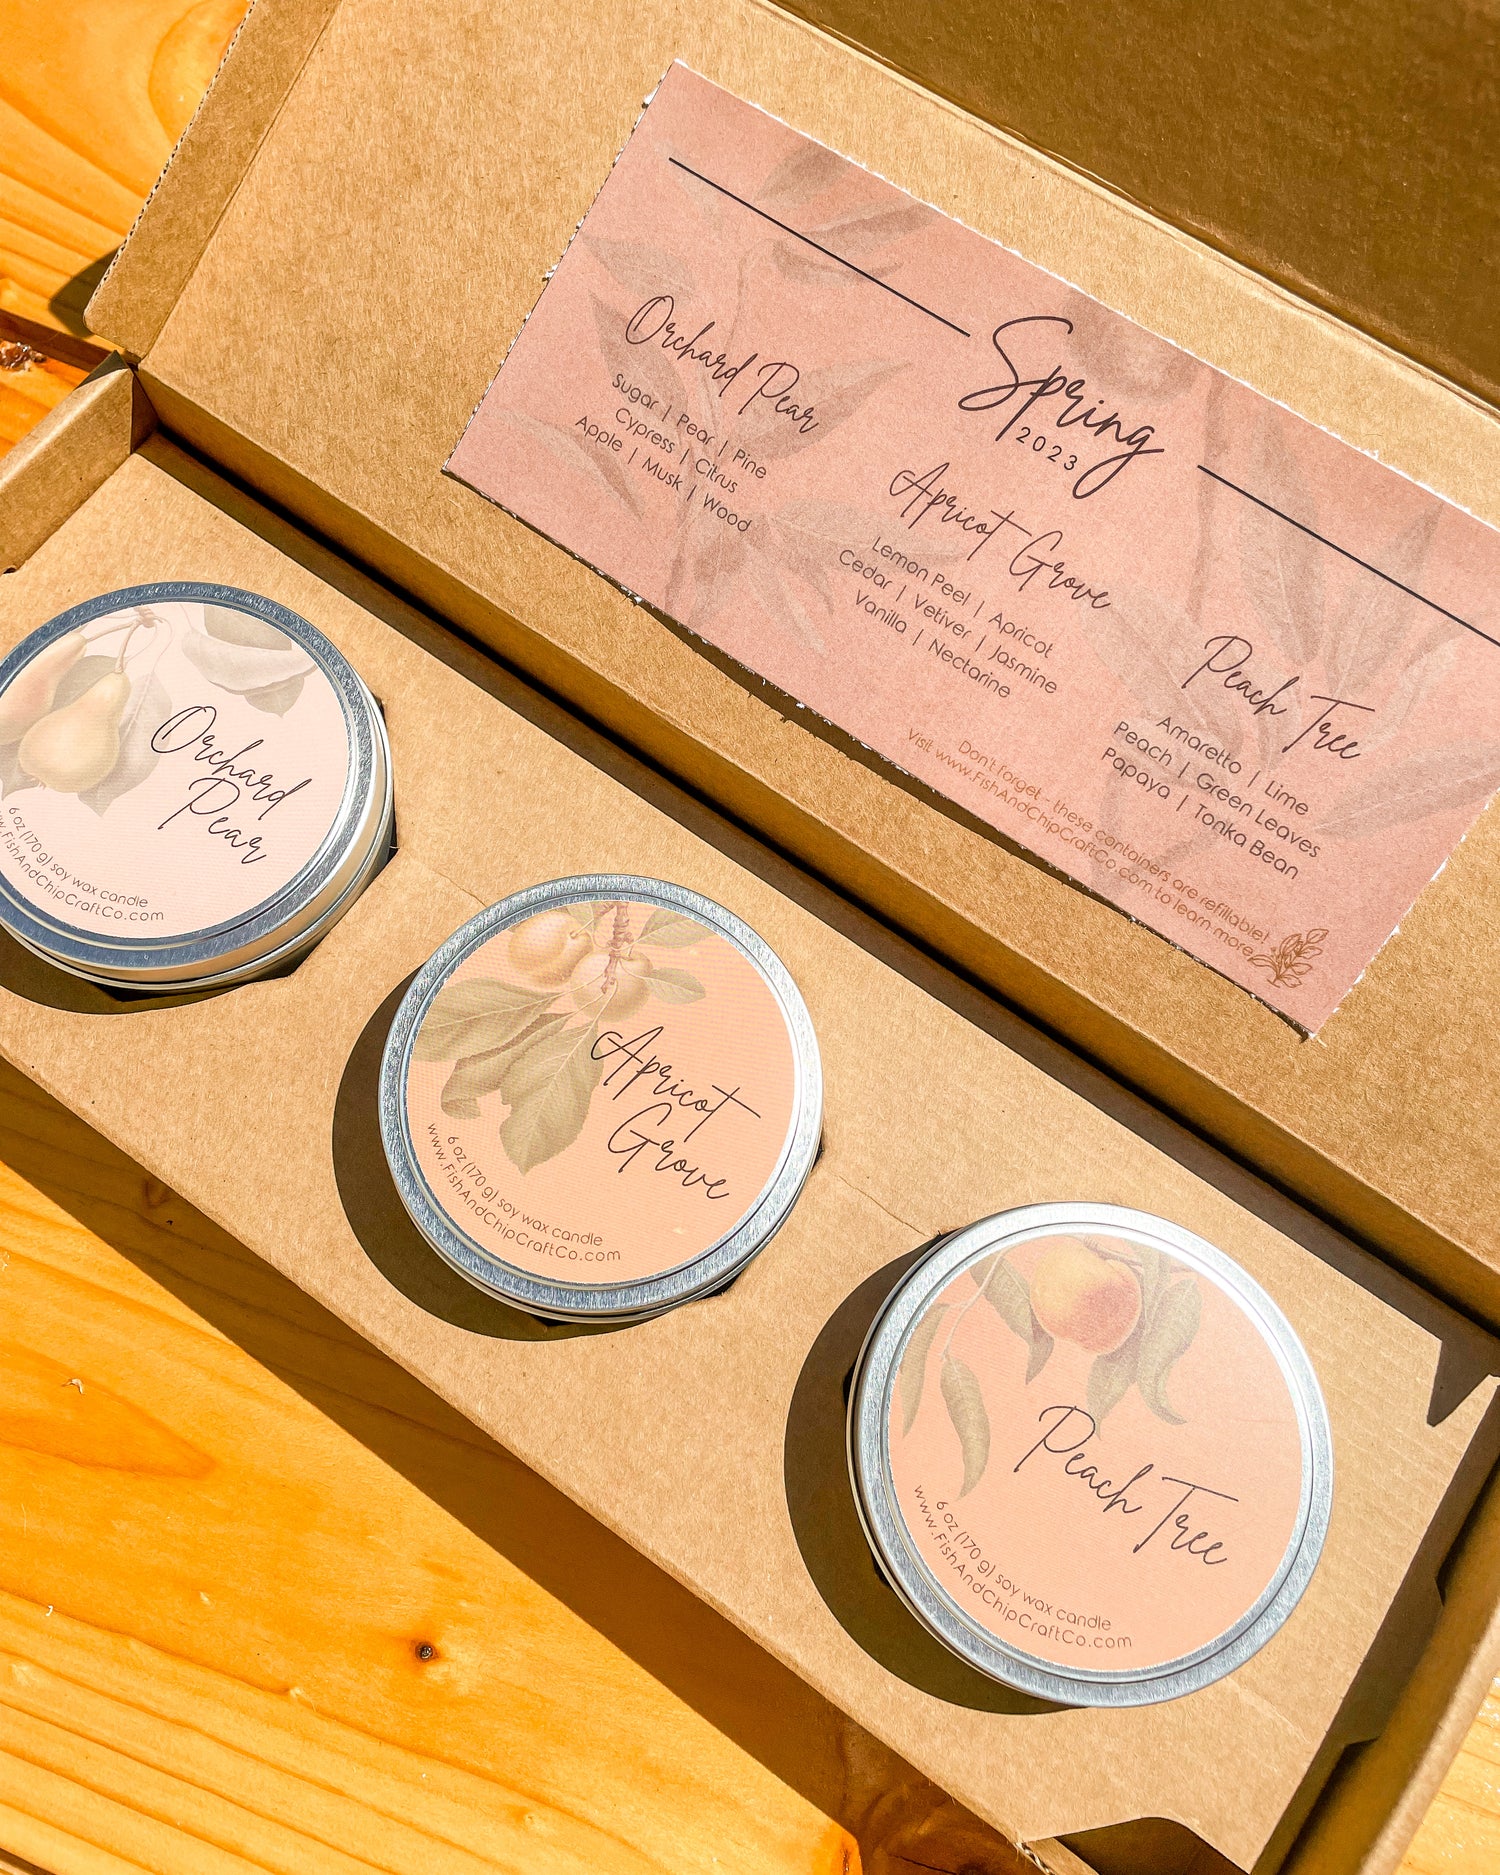 Spring
2023
Orchard Pear
Sugar | Pear | Pine
Cypress | Citrus
Apple | Musk | Wood
Apricot Grove
Lemon Peel | Apricot
Cedar | Vetiver | Jasmine
Vanilla | Nectarine
Peach Tree
Amaretto | Lime
Peach | Green Leaves
Papaya | Tonka Bean
Don't forget - these containers are refillable!
Visit www.FishAndChipCraftCo.com to learn more.
Orchard
Pear
6 oz (170 g) soy wax candle
w.FishAndChipCraftCo.com
Apricot
Grove
6 oz (170 g) soy wax candle
www.FishAndChipCraftCo.com
Peach Tree
6 oz (170 g) soy wax candle
www.FishAndChipCraftCo.com